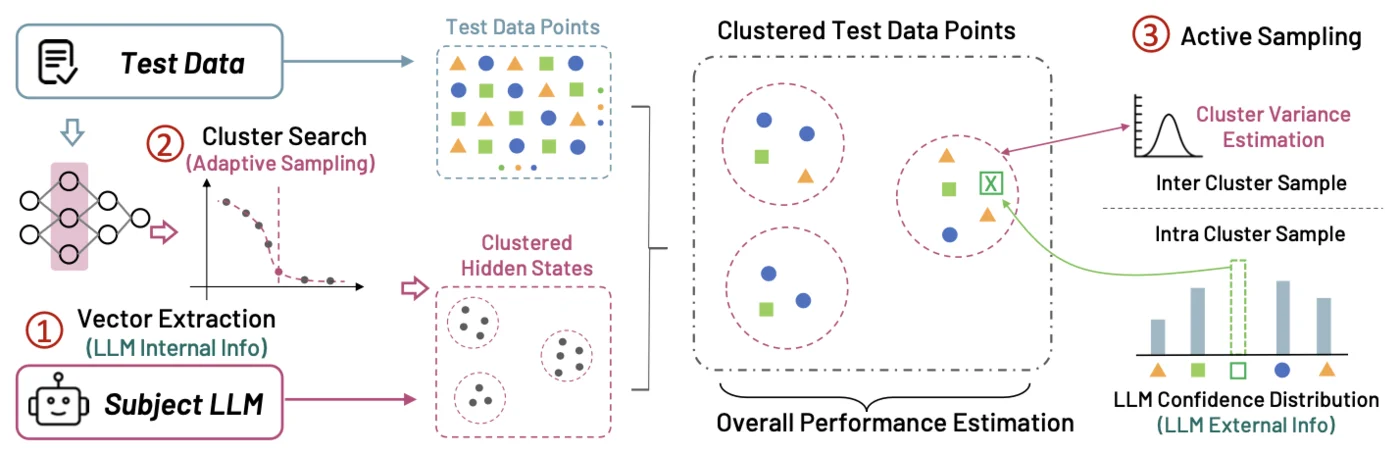 Test Data
② Cluster Search
(Adaptive Sampling)
① Vector Extraction
(LLM Internal Info)
Subject LLM
Test Data Points
Clustered
Hidden States
Clustered Test Data Points
X
Overall Performance Estimation
③ Active Sampling
Cluster Variance
Estimation
Inter Cluster Sample
Intra Cluster Sample
LLM Confidence Distribution
(LLM External Info)